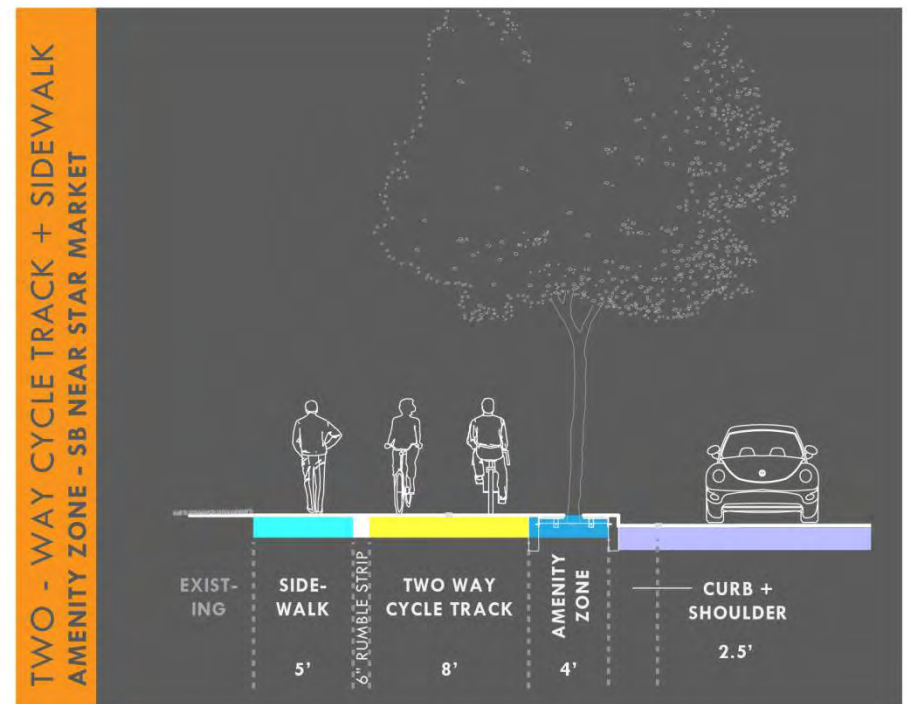 TWO - WAY CYCLE TRACK + SIDEWALK
AMENITY ZONE - SB NEAR STAR MARKET
EXIST-
ING
SIDE-
WALK
5'
6" RUMBLE STRIP
TWO WAY
CYCLE TRACK
8'
AMENITY
ZONE
4'
CURB +
SHOULDER
2.5'